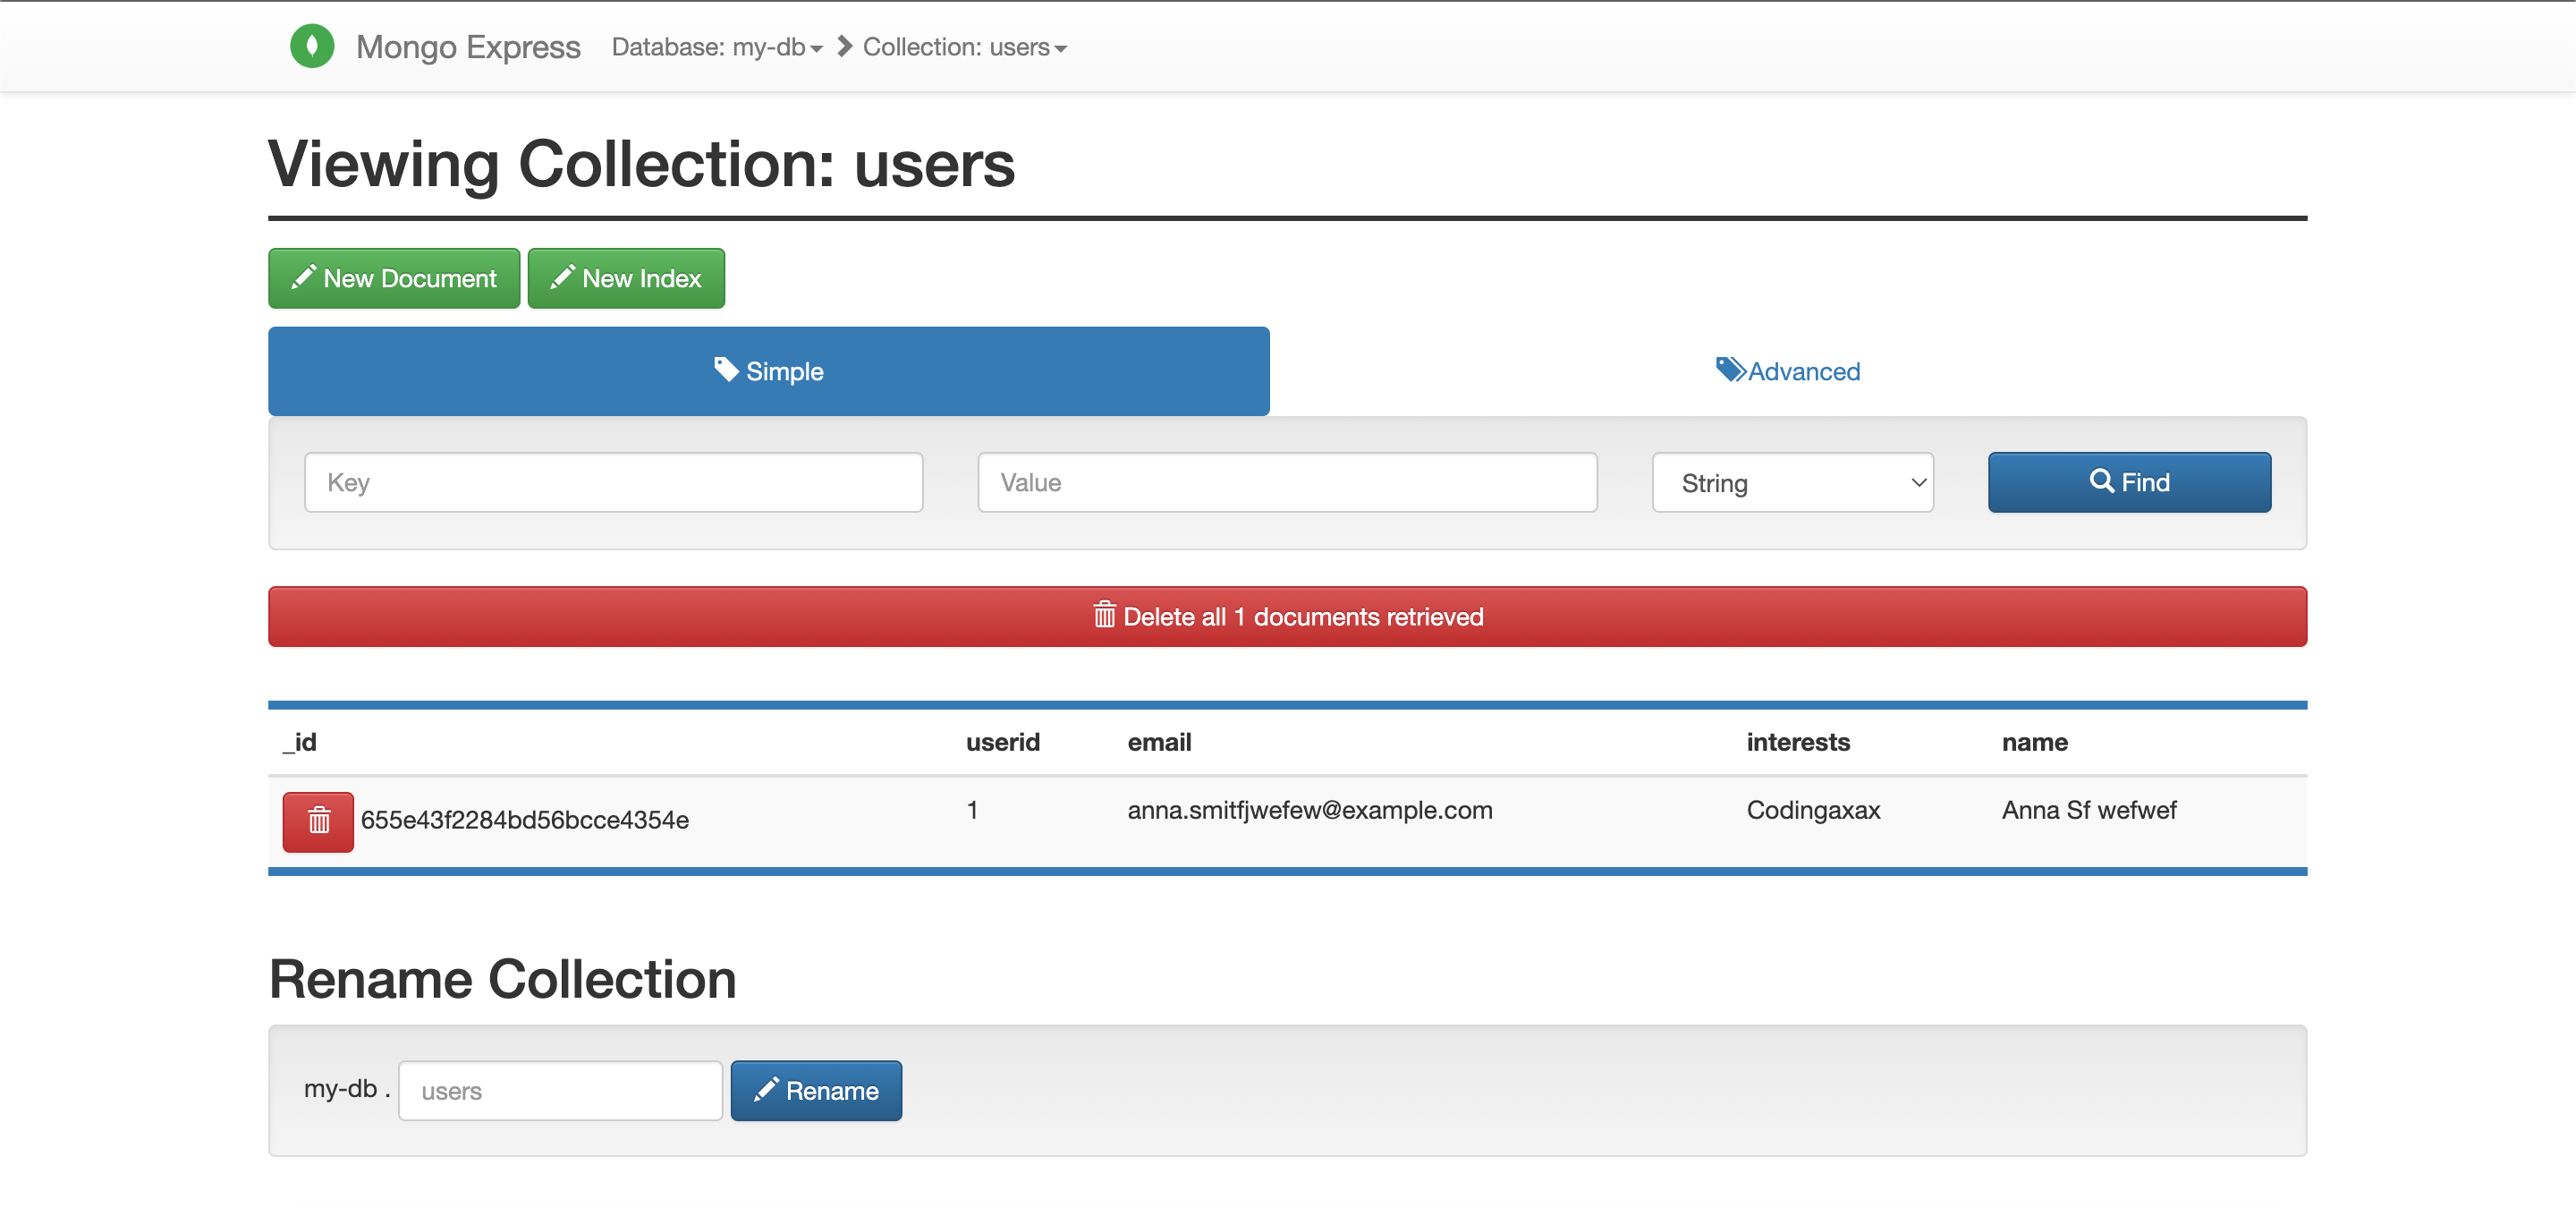 Mongo Express Database: my-db Collection: users
Viewing Collection: users
New Document New Index
Simple Advanced
Key Value String Find
Delete all 1 documents retrieved
_id userid email interests name
655e43f2284bd56bcce4354e 1 anna.smitfjwefew@example.com Codingaxax Anna Sf wefwef
Rename Collection
my-db . users Rename